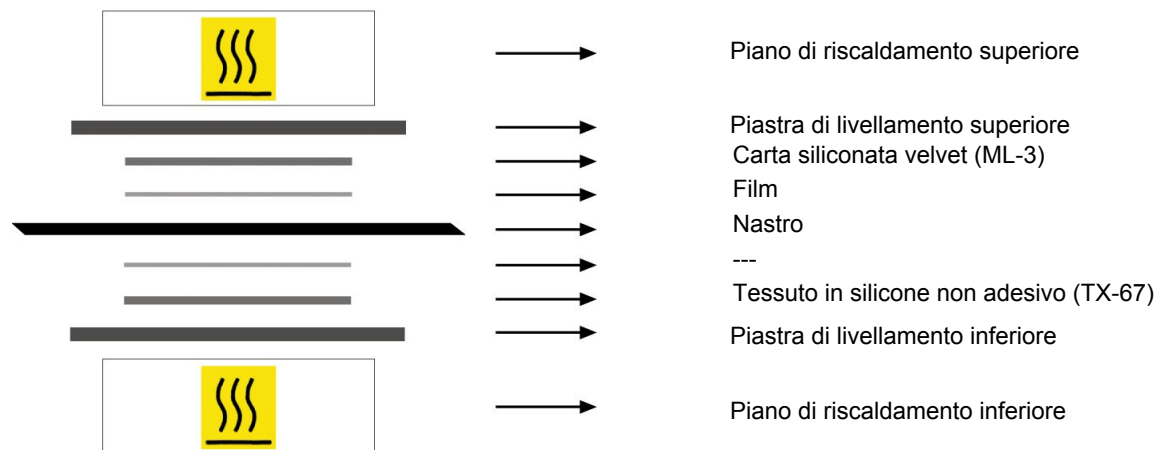 Piano di riscaldamento superiore
Piastra di livellamento superiore
Carta siliconata velvet (ML-3)
Film
Nastro
---
Tessuto in silicone non adesivo (TX-67)
Piastra di livellamento inferiore
Piano di riscaldamento inferiore